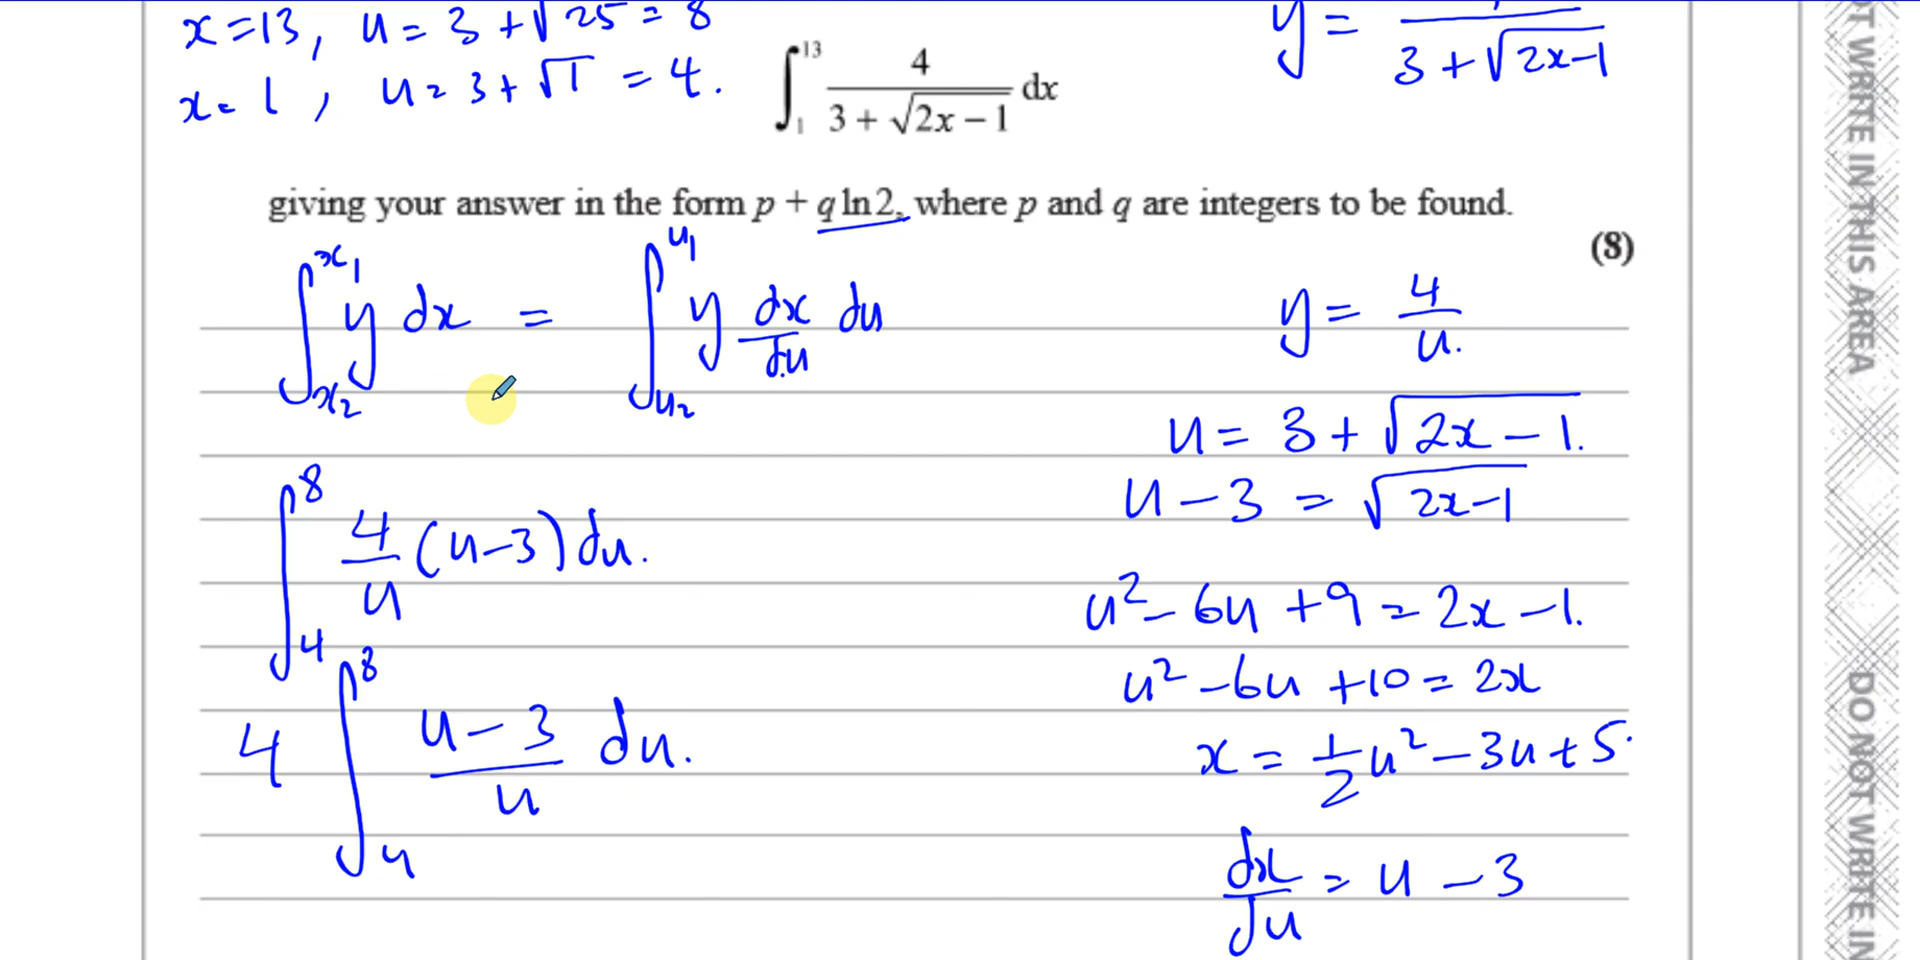 x=13, u = 3 + √25 = 8
x= 1, u = 3 + √1 = 4.
y = 4/(3 + √(2x-1))
∫₁¹³ 4/(3 + √(2x − 1)) dx
giving your answer in the form p + q ln2, where p and q are integers to be found.
(8)
∫_{x₂}^{x₁} y dx = ∫_{u₂}^{u₁} y dx/du du
y = 4/u.
u = 3 + √(2x − 1).
u − 3 = √(2x−1)
∫₄⁸ 4/u (u−3) du.
u² − 6u + 9 = 2x − 1.
u² − 6u + 10 = 2x
4 ∫₄⁸ (u − 3)/u du.
x = 1/2 u² − 3u + 5.
dx/du = u − 3
OT WRITE IN THIS AREA
DO NOT WRITE IN